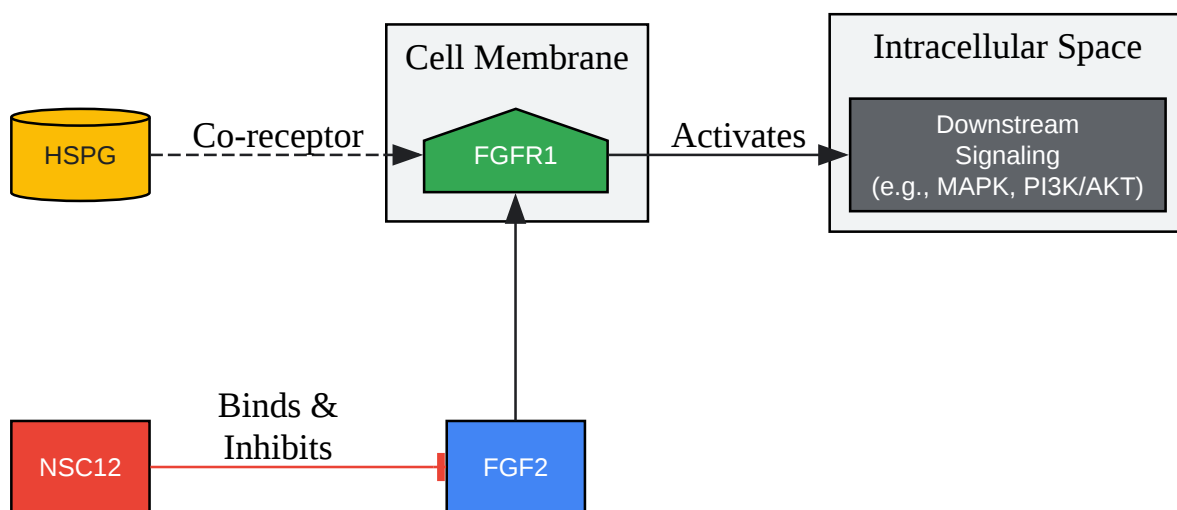 Cell Membrane
Intracellular Space
HSPG
Co-receptor
FGFR1
Activates
Downstream
Signaling
(e.g., MAPK, PI3K/AKT)
Binds &
Inhibits
NSC12
FGF2